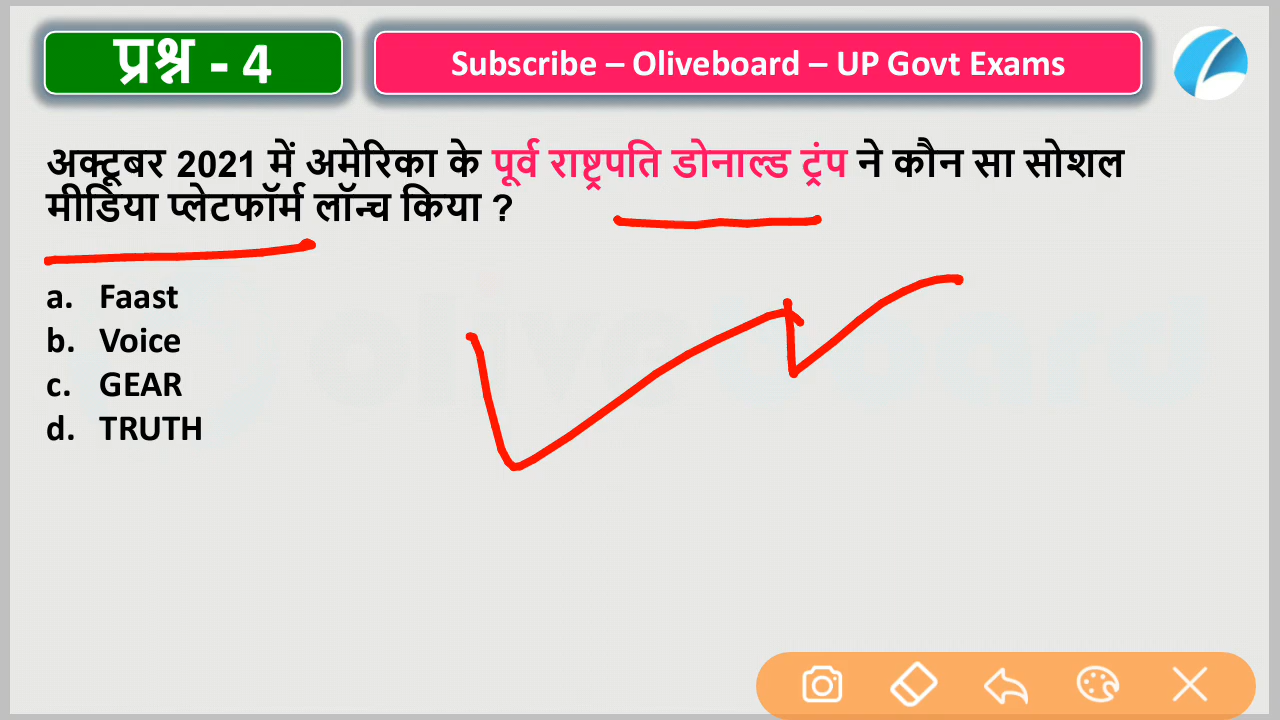 प्रश्न - 4
Subscribe – Oliveboard – UP Govt Exams
अक्टूबर 2021 में अमेरिका के पूर्व राष्ट्रपति डोनाल्ड ट्रंप ने कौन सा सोशल
मीडिया प्लेटफॉर्म लॉन्च किया ?
a. Faast
b. Voice
c. GEAR
d. TRUTH